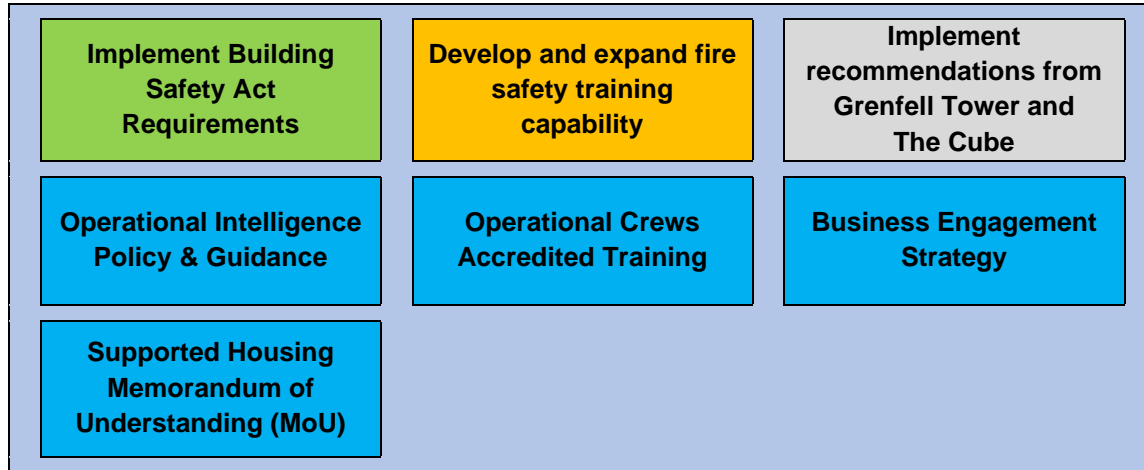 Implement Building
Safety Act
Requirements
Develop and expand fire
safety training
capability
Implement
recommendations from
Grenfell Tower and
The Cube
Operational Intelligence
Policy & Guidance
Operational Crews
Accredited Training
Business Engagement
Strategy
Supported Housing
Memorandum of
Understanding (MoU)